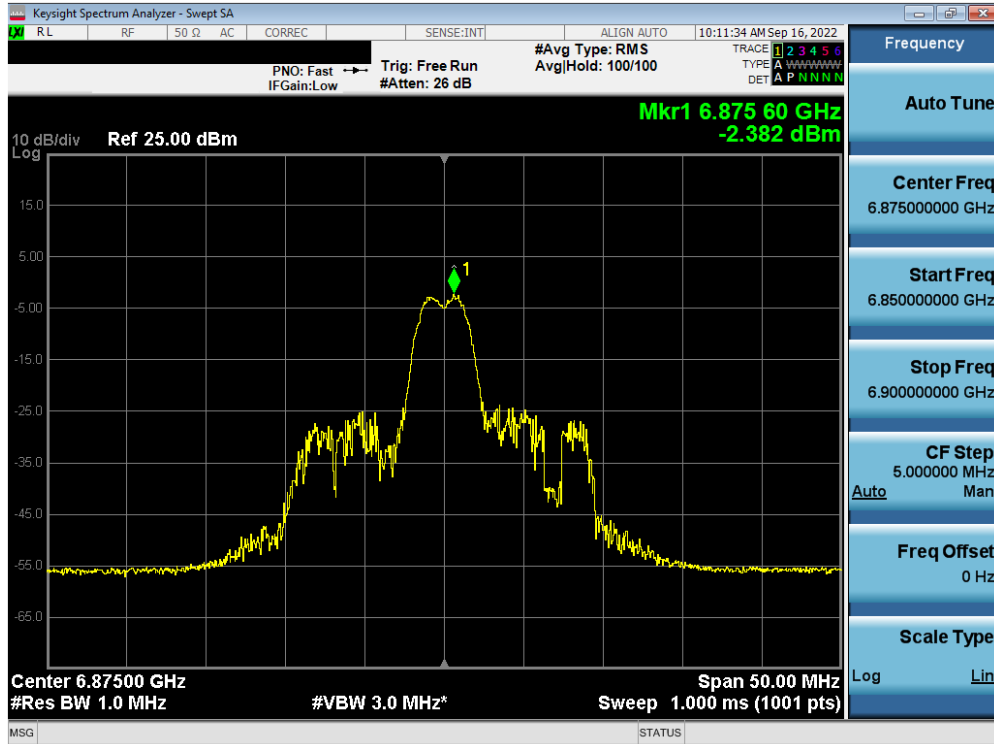 Keysight Spectrum Analyzer - Swept SA
LXI RL RF 50 Ω AC CORREC SENSE:INT ALIGN AUTO 10:11:34 AM Sep 16, 2022
PNO: Fast
IFGain:Low
Trig: Free Run
#Atten: 26 dB
#Avg Type: RMS
Avg|Hold: 100/100
TRACE 1 2 3 4 5 6
TYPE A WWWWW
DET A P N N N N
Mkr1 6.875 60 GHz
-2.382 dBm
10 dB/div Ref 25.00 dBm
Log
15.0
5.00
-5.00
-15.0
-25.0
-35.0
-45.0
-55.0
-65.0
1
Center 6.87500 GHz Span 50.00 MHz
#Res BW 1.0 MHz #VBW 3.0 MHz* Sweep 1.000 ms (1001 pts)
MSG STATUS
Frequency
Auto Tune
Center Freq
6.875000000 GHz
Start Freq
6.850000000 GHz
Stop Freq
6.900000000 GHz
CF Step
5.000000 MHz
Auto Man
Freq Offset
0 Hz
Scale Type
Log Lin